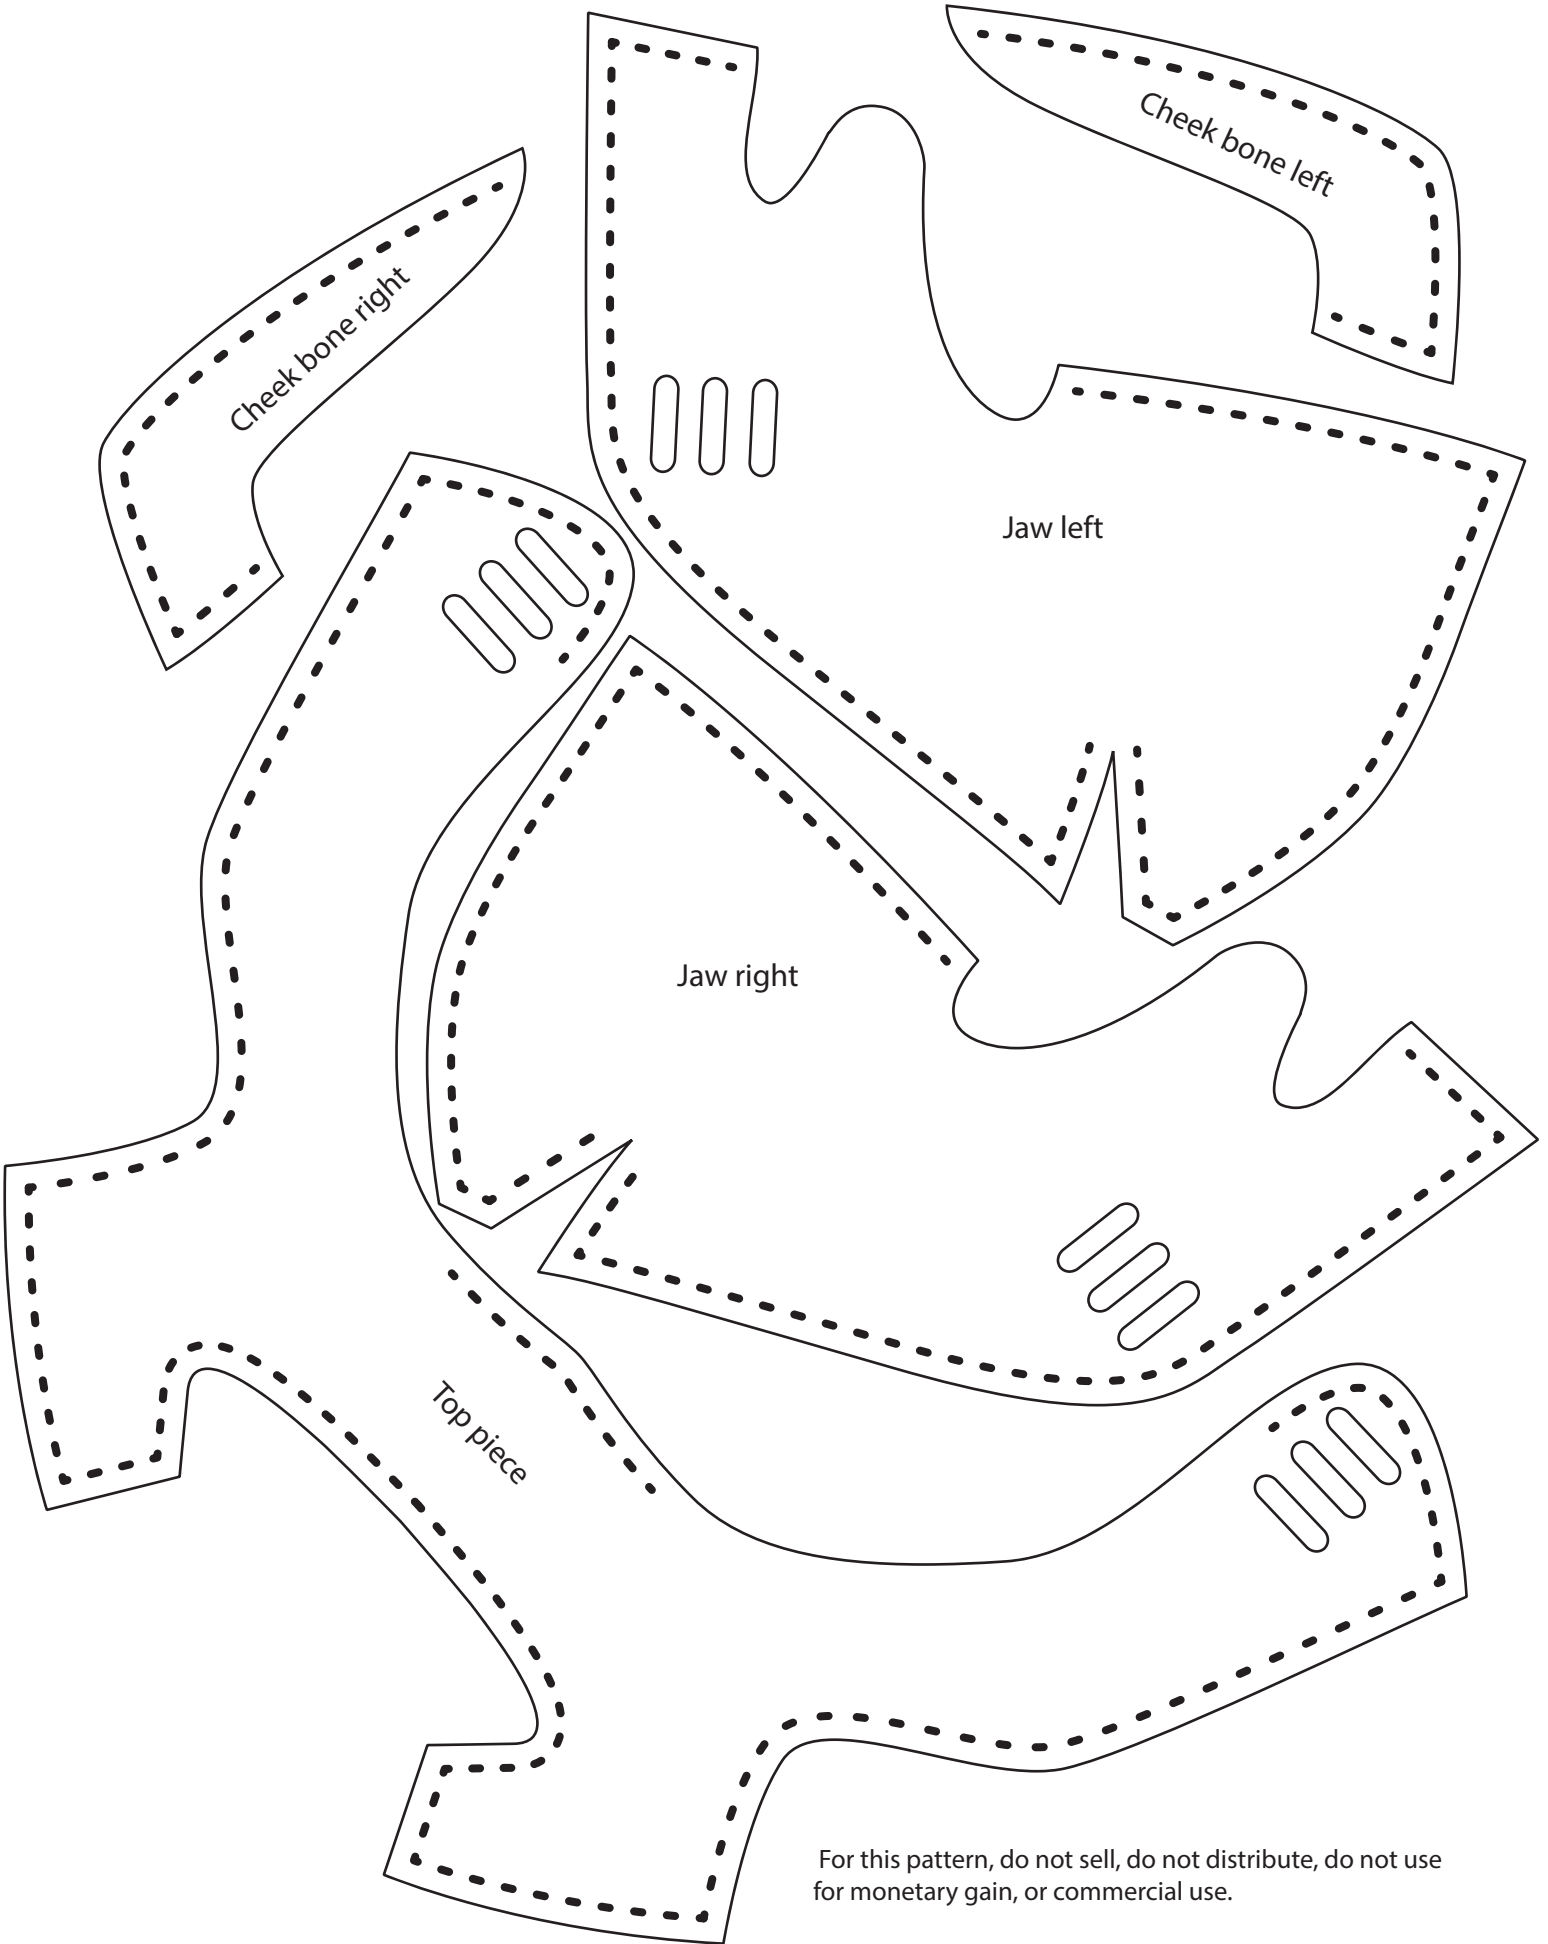 Cheek bone left
Cheek bone right
Jaw left
Jaw right
Top piece
For this pattern, do not sell, do not distribute, do not use
for monetary gain, or commercial use.